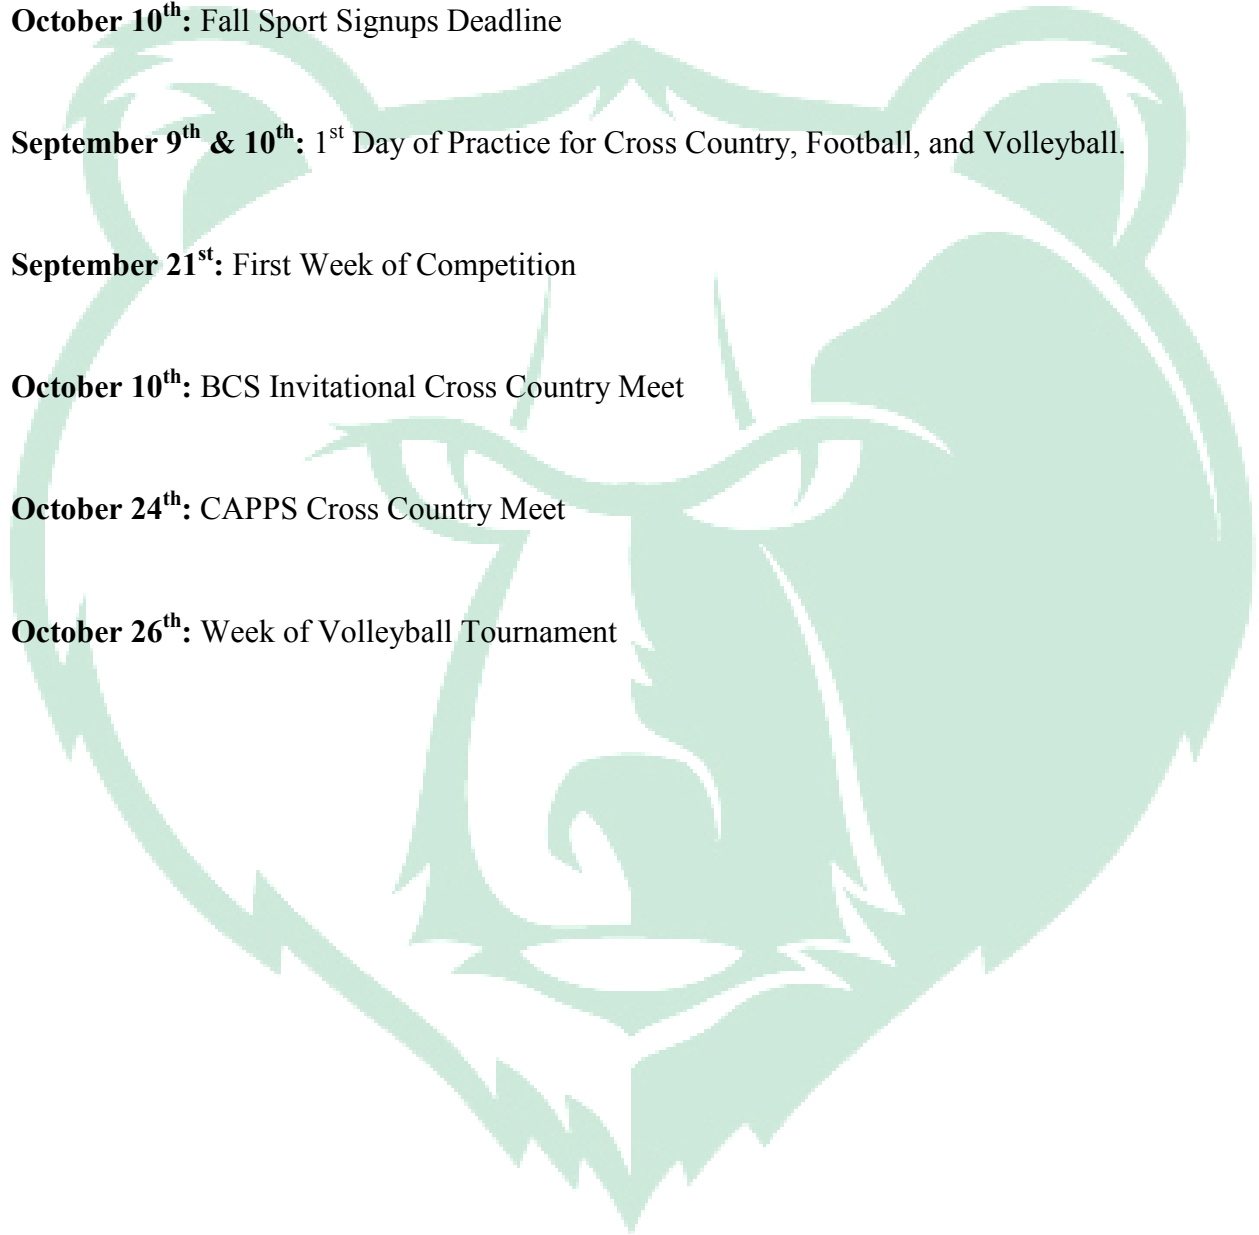 October 10th: Fall Sport Signups Deadline
September 9th & 10th: 1st Day of Practice for Cross Country, Football, and Volleyball.
September 21st: First Week of Competition
October 10th: BCS Invitational Cross Country Meet
October 24th: CAPPS Cross Country Meet
October 26th: Week of Volleyball Tournament